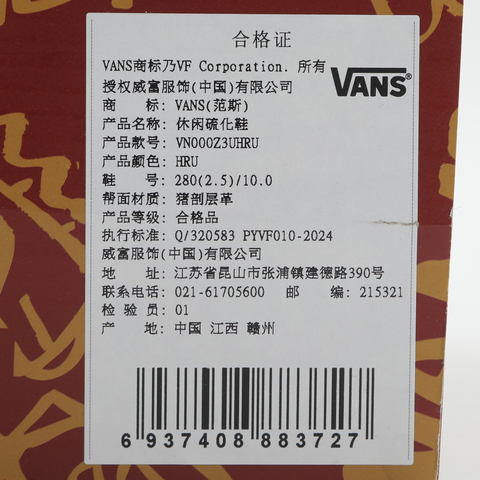 合格证
VANS商标乃VF Corporation. 所有
VANS®
授权威富服饰(中国)有限公司
商 标: VANS(范斯)
产品名称: 休闲硫化鞋
产品款号: VN000Z3UHRU
产品颜色: HRU
鞋 号: 280(2.5)/10.0
帮面材质: 猪剖层革
产品等级: 合格品
执行标准: Q/320583 PYVF010-2024
威富服饰(中国)有限公司
地 址: 江苏省昆山市张浦镇建德路390号
联系电话: 021-61705600 邮 编: 215321
检 验 员: 01
产 地: 中国 江西 赣州
6 937408 883727